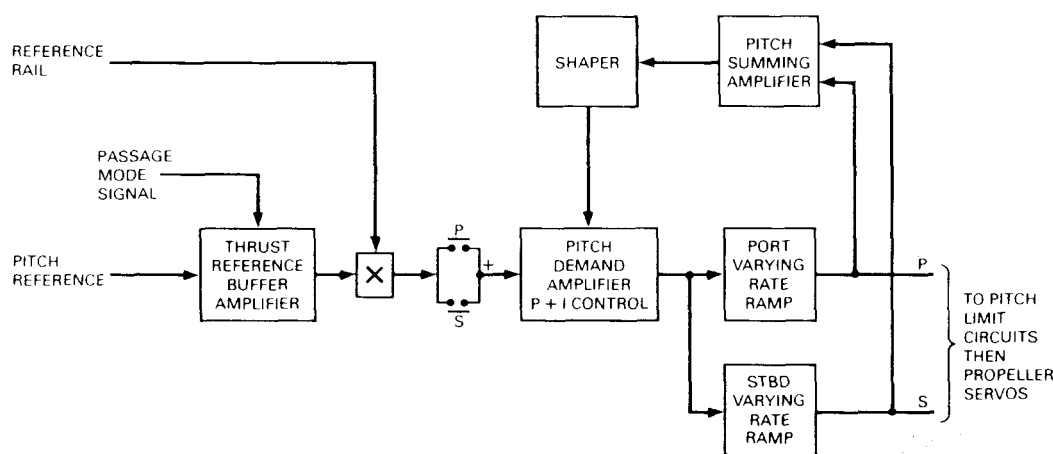 REFERENCE
RAIL
PASSAGE
MODE
SIGNAL
PITCH
REFERENCE
THRUST
REFERENCE
BUFFER
AMPLIFIER
X
P
+
S
SHAPER
PITCH
SUMMING
AMPLIFIER
PITCH
DEMAND
AMPLIFIER
P + I CONTROL
PORT
VARYING
RATE
RAMP
STBD
VARYING
RATE
RAMP
P
S
TO PITCH
LIMIT
CIRCUITS
THEN
PROPELLER
SERVOS